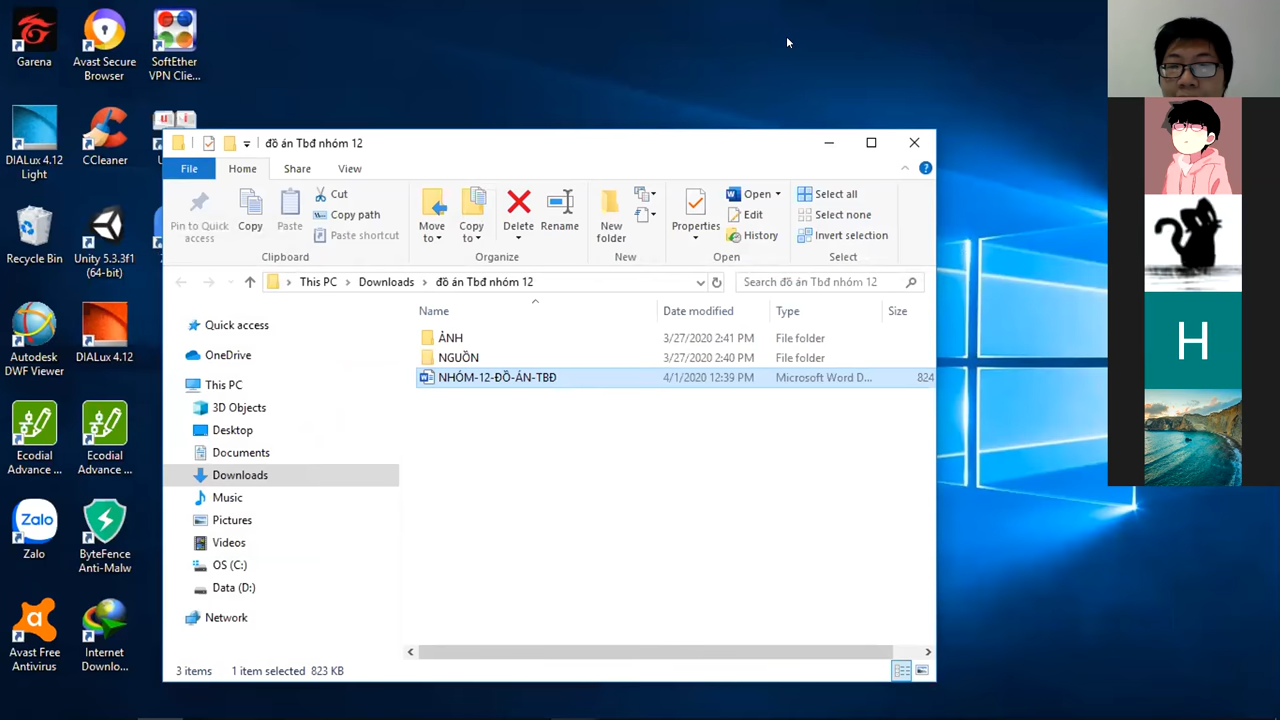 Garena
Avast Secure
Browser
SoftEther
VPN Clie...
DIALux 4.12
Light
CCleaner
Recycle Bin
Unity 5.3.3f1
(64-bit)
Autodesk
DWF Viewer
DIALux 4.12
Ecodial
Advance ...
Ecodial
Advance ...
Zalo
Zalo
ByteFence
Anti-Malw
Avast Free
Antivirus
Internet
Downlo...
đồ án Tbđ nhóm 12
File
Home
Share
View
Pin to Quick
access
Copy
Paste
Cut
Copy path
Paste shortcut
Clipboard
Move
to
Copy
to
Delete
Rename
Organize
New
folder
New
Properties
Open
Edit
History
Open
Select all
Select none
Invert selection
Select
This PC
Downloads
đồ án Tbđ nhóm 12
Search đồ án Tbđ nhóm 12
Name
Date modified
Type
Size
ẢNH
3/27/2020 2:41 PM
File folder
NGUỒN
3/27/2020 2:40 PM
File folder
NHÓM-12-ĐỒ-ÁN-TBĐ
4/1/2020 12:39 PM
Microsoft Word D...
824
Quick access
OneDrive
This PC
3D Objects
Desktop
Documents
Downloads
Music
Pictures
Videos
OS (C:)
Data (D:)
Network
3 items
1 item selected 823 KB
H